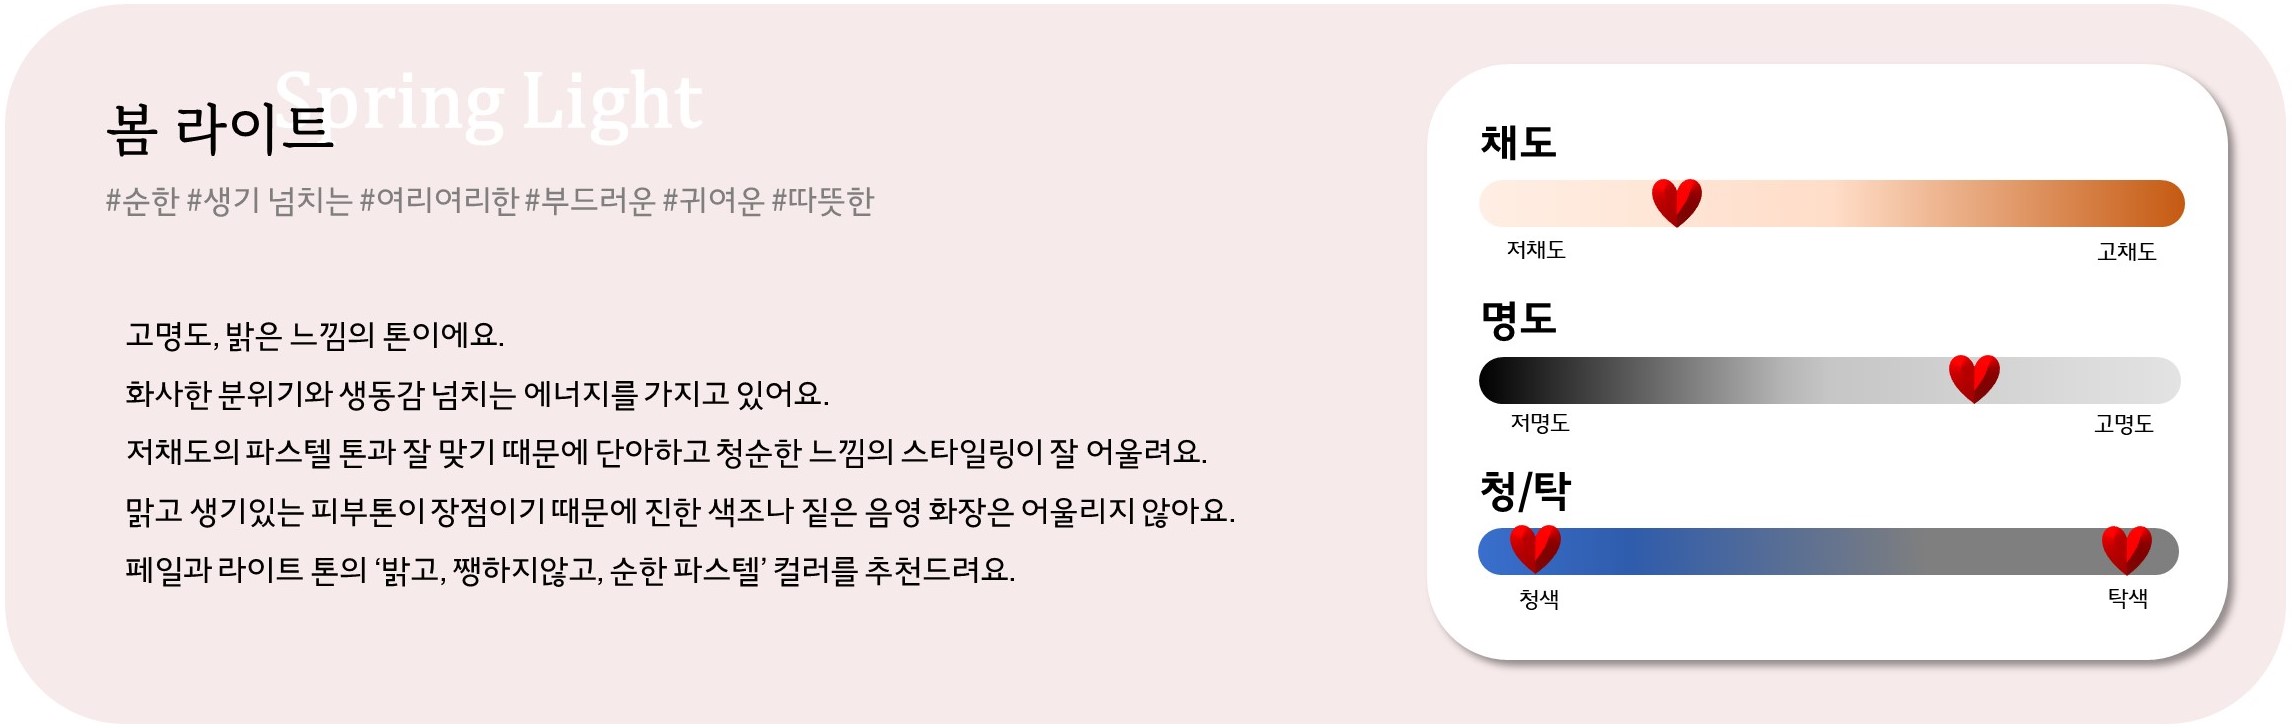 Spring Light
봄 라이트
#순한 #생기 넘치는 #여리여리한 #부드러운 #귀여운 #따뜻한
고명도, 밝은 느낌의 톤이에요.
화사한 분위기와 생동감 넘치는 에너지를 가지고 있어요.
저채도의 파스텔 톤과 잘 맞기 때문에 단아하고 청순한 느낌의 스타일링이 잘 어울려요.
맑고 생기있는 피부톤이 장점이기 때문에 진한 색조나 짙은 음영 화장은 어울리지 않아요.
페일과 라이트 톤의 ‘밝고, 쨍하지않고, 순한 파스텔’ 컬러를 추천드려요.
채도
저채도 고채도
명도
저명도 고명도
청/탁
청색 탁색